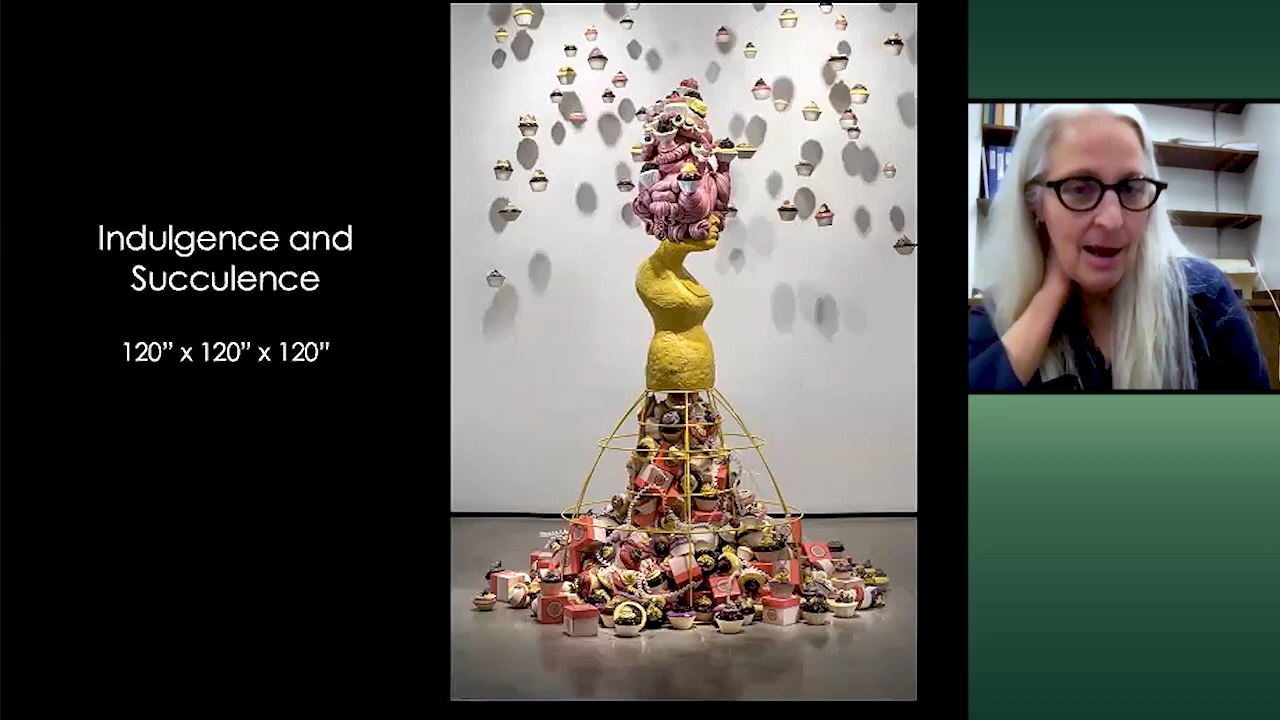 Indulgence and
Succulence
120” x 120” x 120”